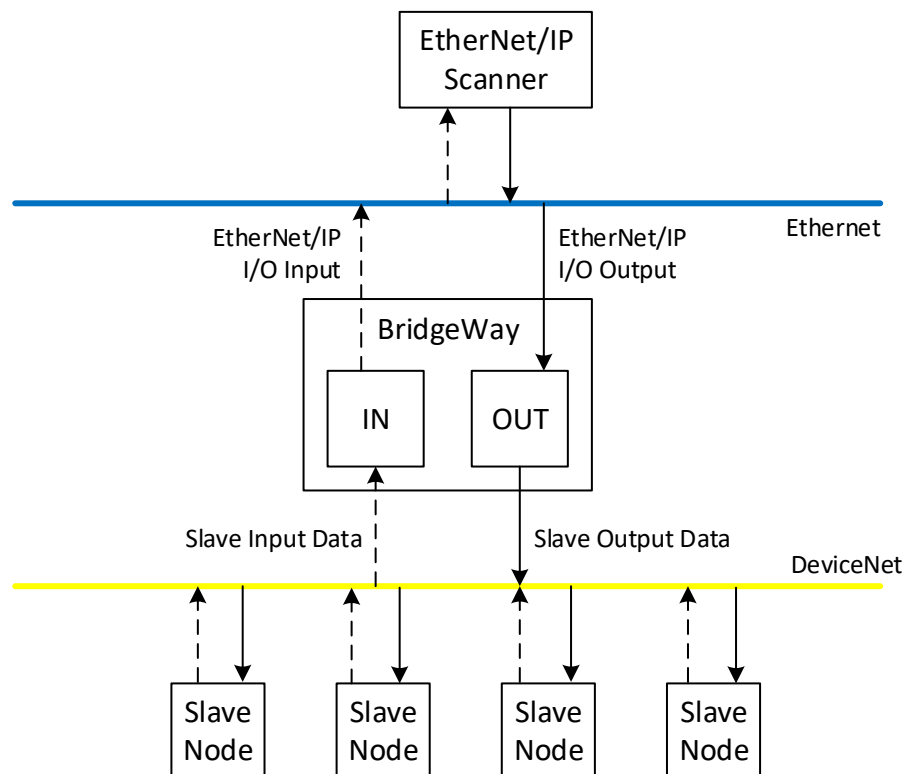 EtherNet/IP
Scanner
Ethernet
EtherNet/IP
I/O Input
EtherNet/IP
I/O Output
BridgeWay
IN
OUT
Slave Input Data
Slave Output Data
DeviceNet
Slave
Node
Slave
Node
Slave
Node
Slave
Node